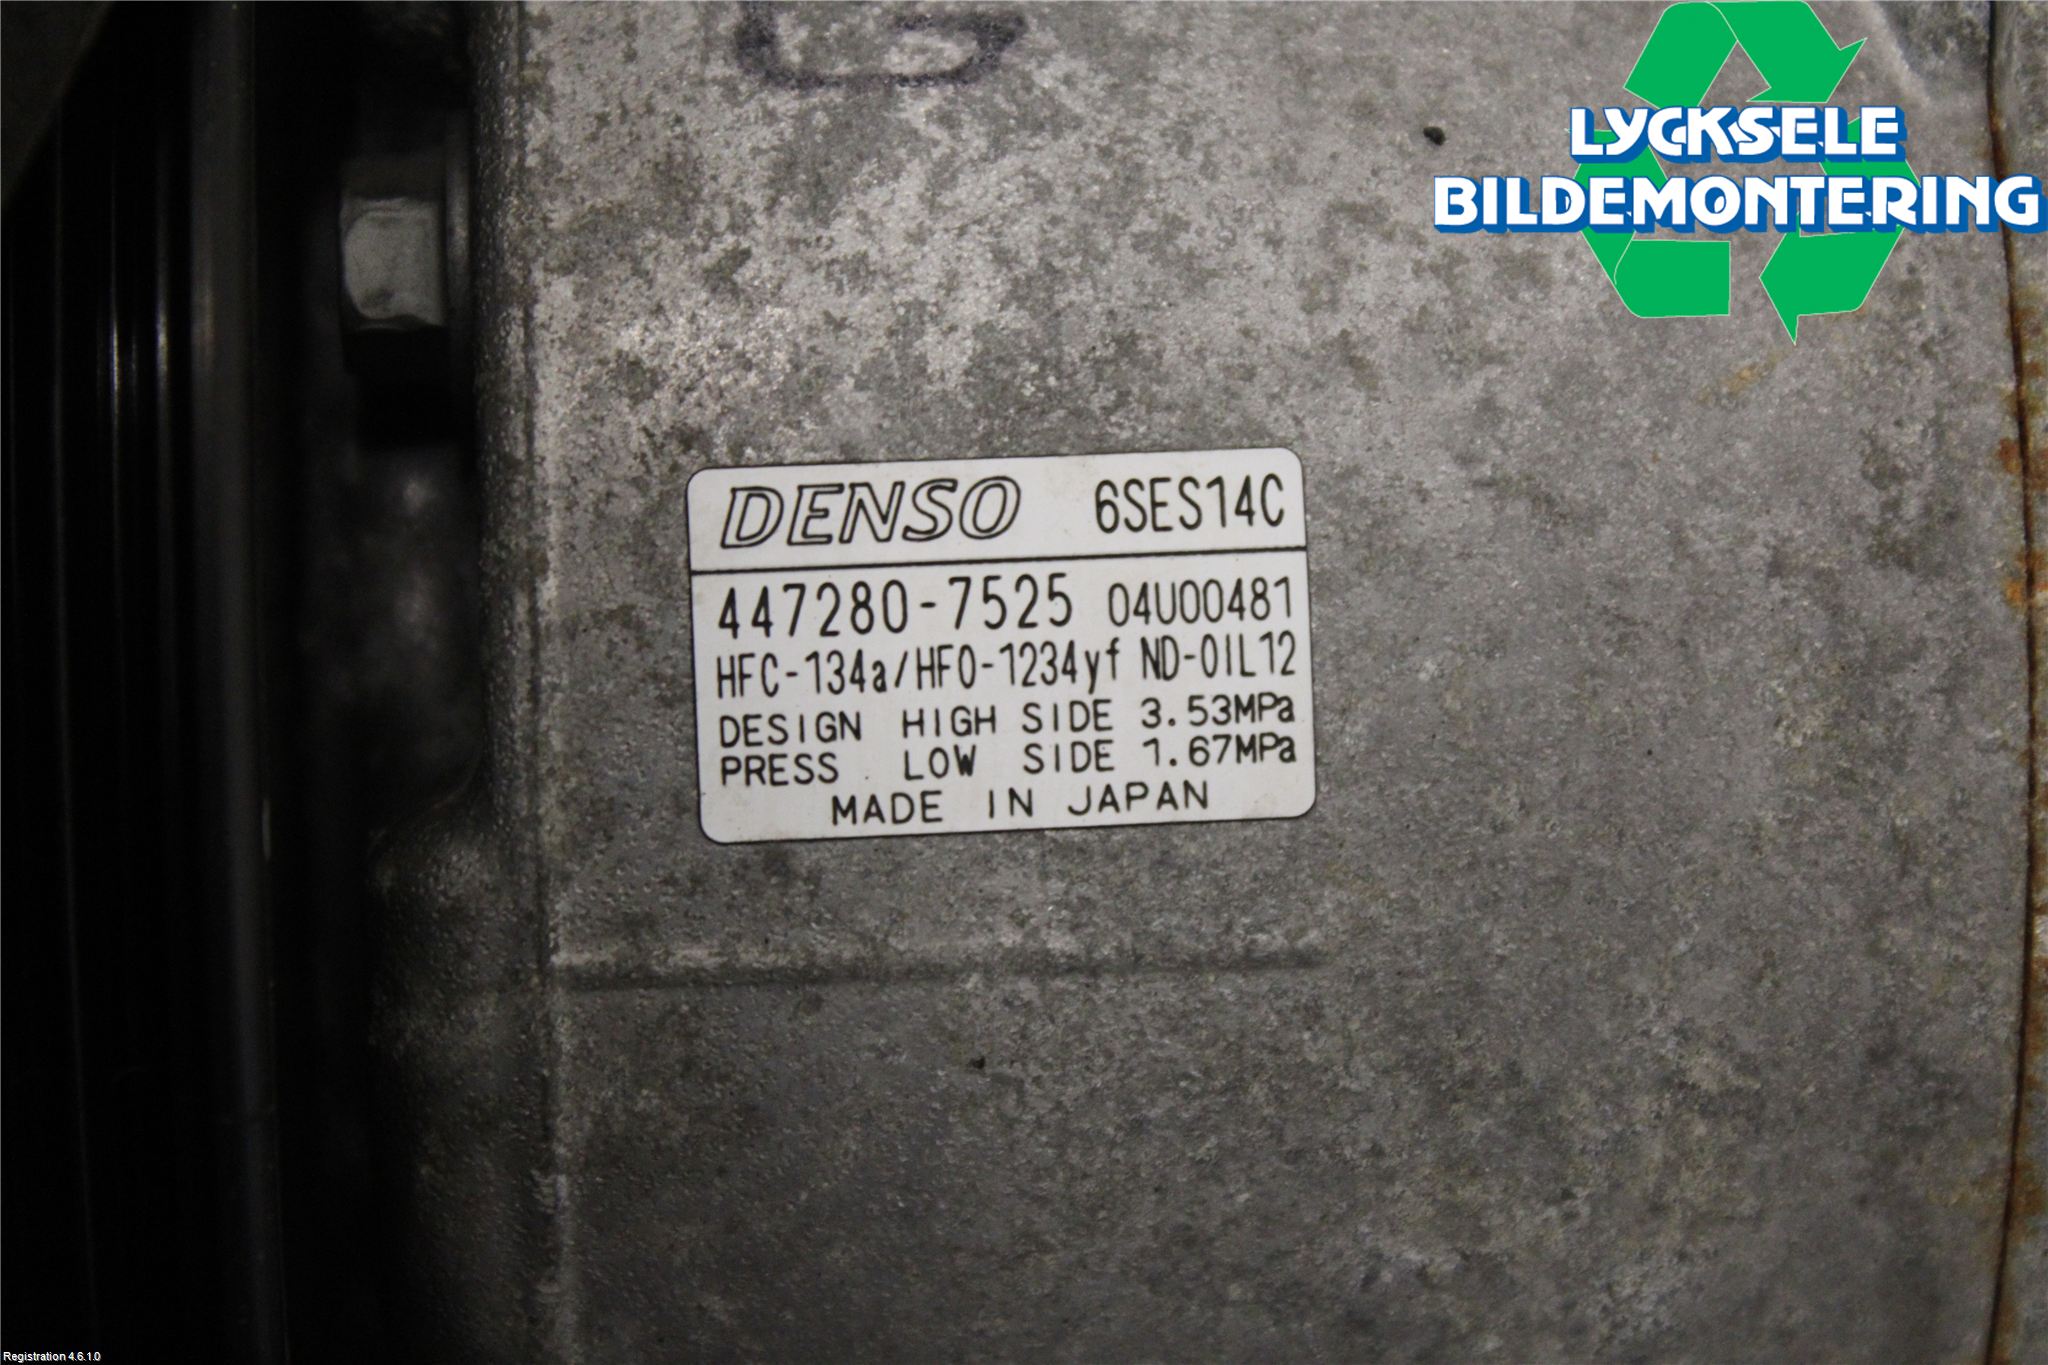 LYCKSELE
BILDEMONTERING
DENSO 6SES14C
447280-7525 04U00481
HFC-134a/HFO-1234yf ND-OIL12
DESIGN HIGH SIDE 3.53MPa
PRESS. LOW SIDE 1.67MPa
MADE IN JAPAN
Registration 4.6.1.0